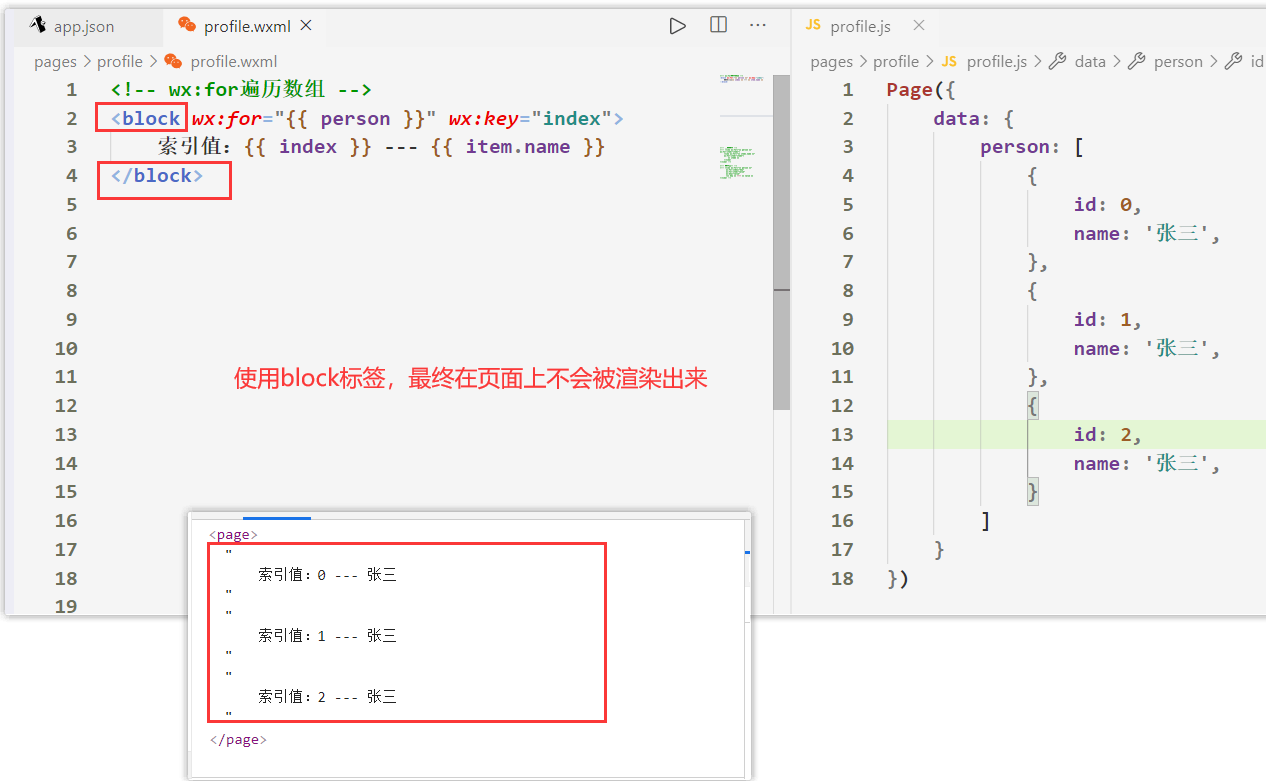 app.json
profile.wxml
pages > profile > profile.wxml
1 <!-- wx:for遍历数组 -->
2 <block wx:for="{{ person }}" wx:key="index">
3 索引值: {{ index }} --- {{ item.name }}
4 </block>
5
6
7
8
9
10
11
12
13
14
15
16
17
18
19
使用block标签，最终在页面上不会被渲染出来
JS profile.js
pages > profile > JS profile.js > data > person > id
1 Page({
2 data: {
3 person: [
4 {
5 id: 0,
6 name: '张三',
7 },
8 {
9 id: 1,
10 name: '张三',
11 },
12 {
13 id: 2,
14 name: '张三',
15 }
16 ]
17 }
18 })
<page>
"
索引值: 0 --- 张三
"
"
索引值: 1 --- 张三
"
"
索引值: 2 --- 张三
"
</page>